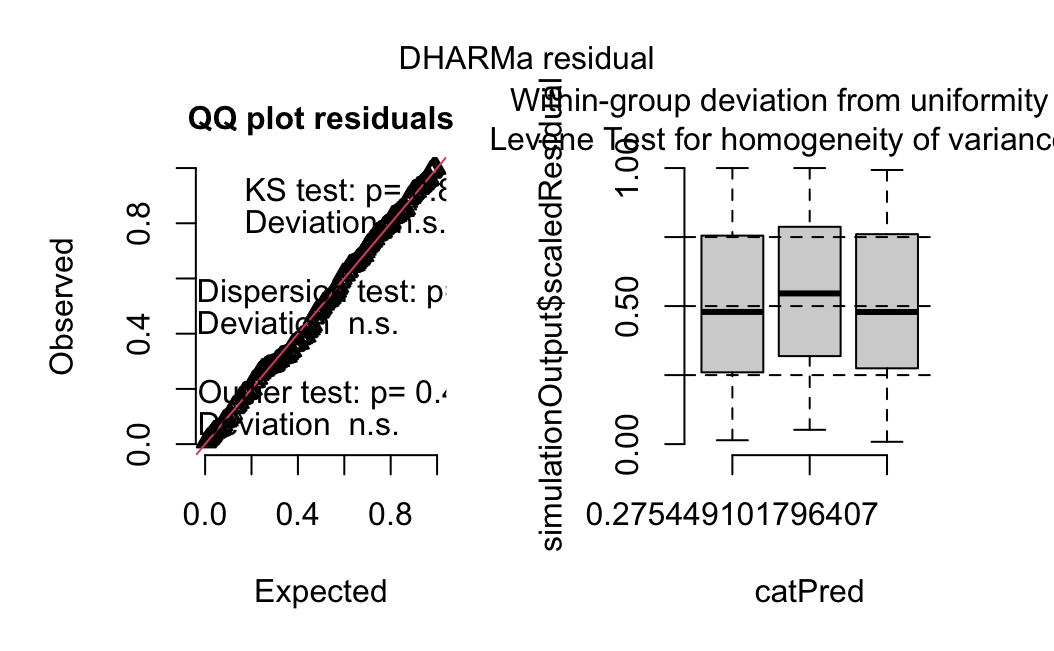 DHARMa residual
QQ plot residuals
Observed
0.0 0.4 0.8
KS test: p=
Deviation n.s.
Dispersion test: p=
Deviation n.s.
Outlier test: p= 0.4
Deviation n.s.
0.0 0.4 0.8
Expected
Within-group deviation from uniformity
Levene Test for homogeneity of variance
simulationOutput$scaledResidual
0.00 0.50 1.00
0.275449101796407
catPred